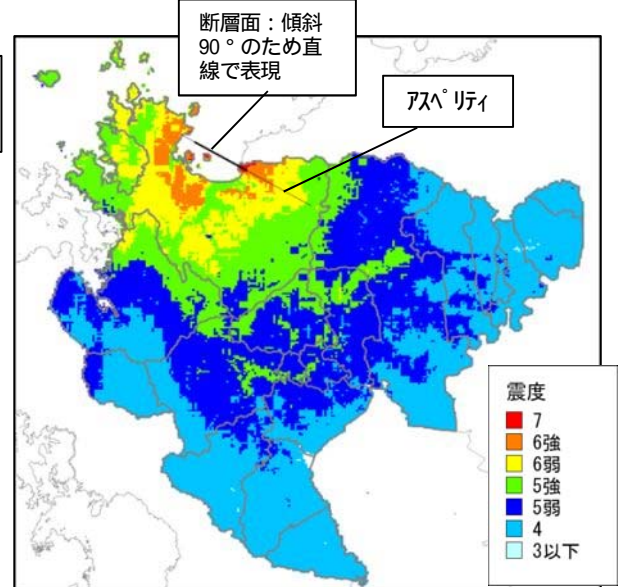 断層面：傾斜
90°のため直
線で表現
ｱｽﾍﾟﾘﾃｨ
震度
7
6強
6弱
5強
5弱
4
3以下